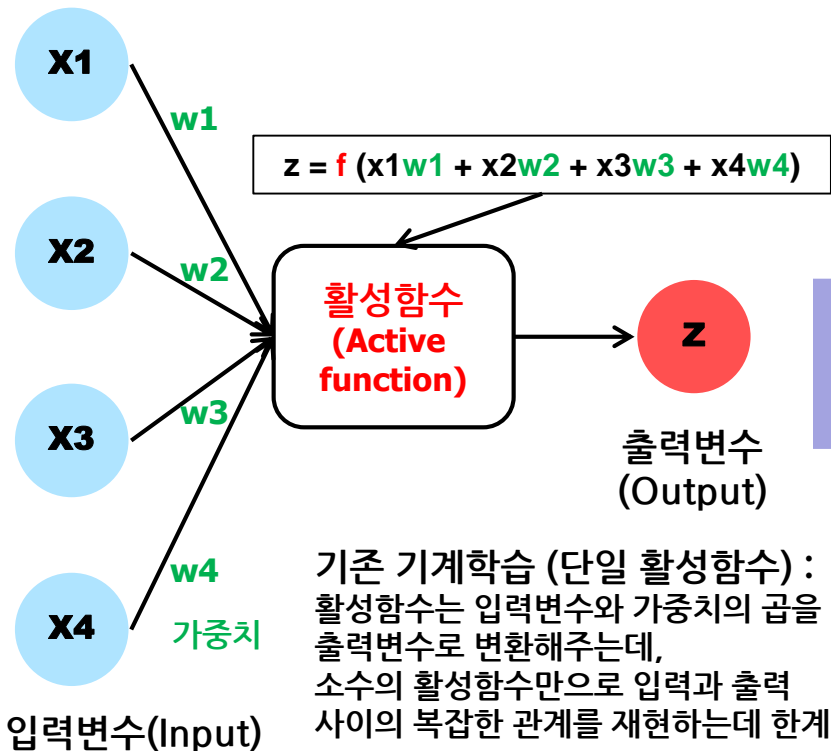 X1
w1
z = f (x1w1 + x2w2 + x3w3 + x4w4)
X2
w2
활성함수
(Active
function)
z
X3
w3
출력변수
(Output)
X4
w4
가중치
입력변수(Input)
기존 기계학습 (단일 활성함수) :
활성함수는 입력변수와 가중치의 곱을
출력변수로 변환해주는데,
소수의 활성함수만으로 입력과 출력
사이의 복잡한 관계를 재현하는데 한계